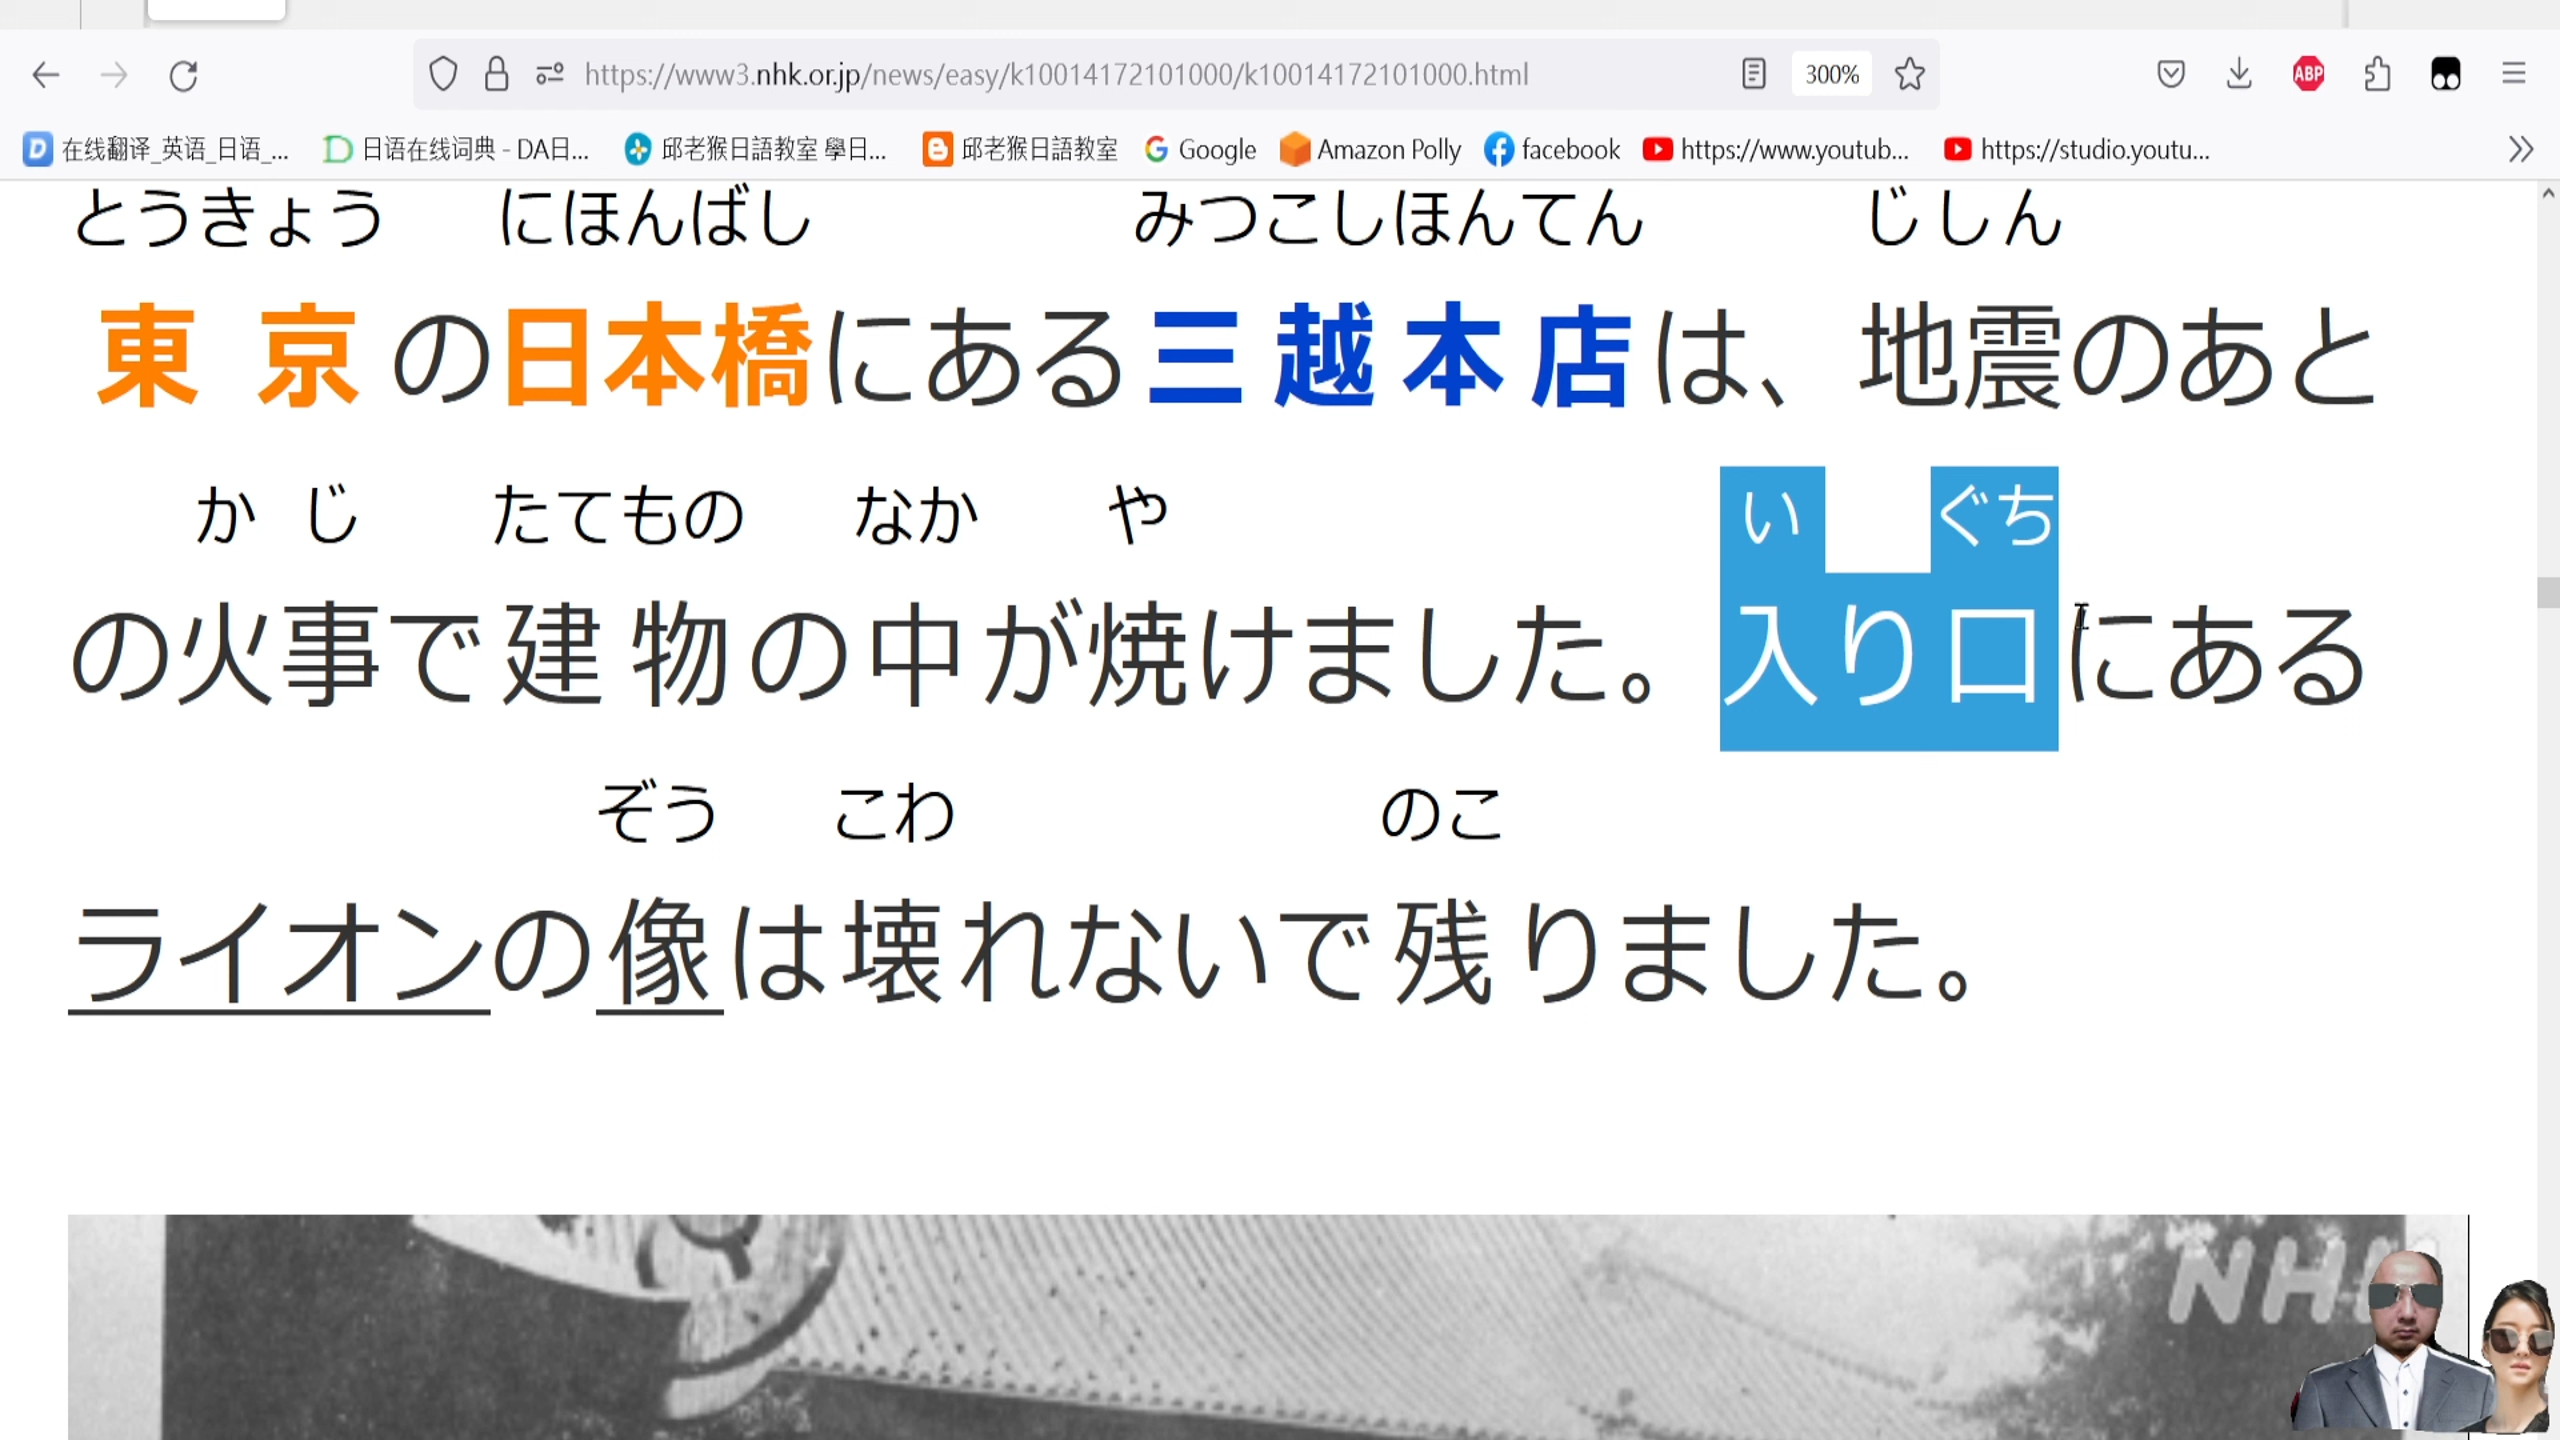 https://www3.nhk.or.jp/news/easy/k10014172101000/k10014172101000.html
300%
ABP
D 在线翻译_英语_日语_...
日语在线词典 - DA日...
邱老猴日語教室 學日...
邱老猴日語教室
Google
Amazon Polly
facebook
https://www.youtub...
https://studio.youtu...
とうきょう にほんばし みつこしほんてん じしん
東京の日本橋にある三越本店は、地震のあと
かじ たてもの なか や い ぐち
の火事で建物の中が焼けました。入り口にある
ぞう こわ のこ
ライオンの像は壊れないで残りました。